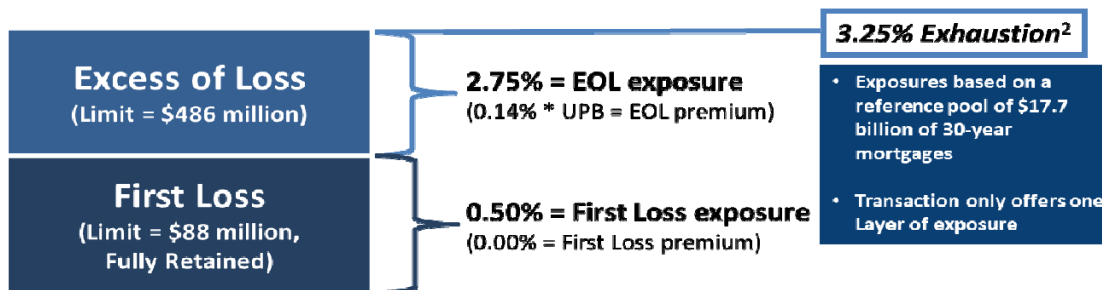 3.25% Exhaustion²
Excess of Loss
(Limit = $486 million)
2.75% = EOL exposure
(0.14% * UPB = EOL premium)
• Exposures based on a
reference pool of $17.7
billion of 30-year
mortgages
• Transaction only offers one
Layer of exposure
First Loss
(Limit = $88 million,
Fully Retained)
0.50% = First Loss exposure
(0.00% = First Loss premium)